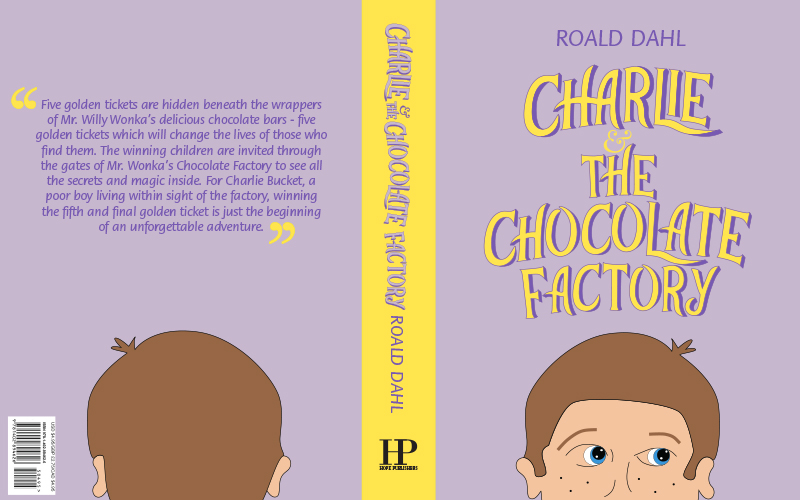 “ Five golden tickets are hidden beneath the wrappers
of Mr. Willy Wonka's delicious chocolate bars - five
golden tickets which will change the lives of those who
find them. The winning children are invited through
the gates of Mr. Wonka's Chocolate Factory to see all
the secrets and magic inside. For Charlie Bucket, a
poor boy living within sight of the factory, winning
the fifth and final golden ticket is just the beginning
of an unforgettable adventure. ”
CHARLIE & THE CHOCOLATE FACTORY ROALD DAHL
HP
HOPE PUBLISHERS
ROALD DAHL
CHARLIE
&
THE
CHOCOLATE
FACTORY